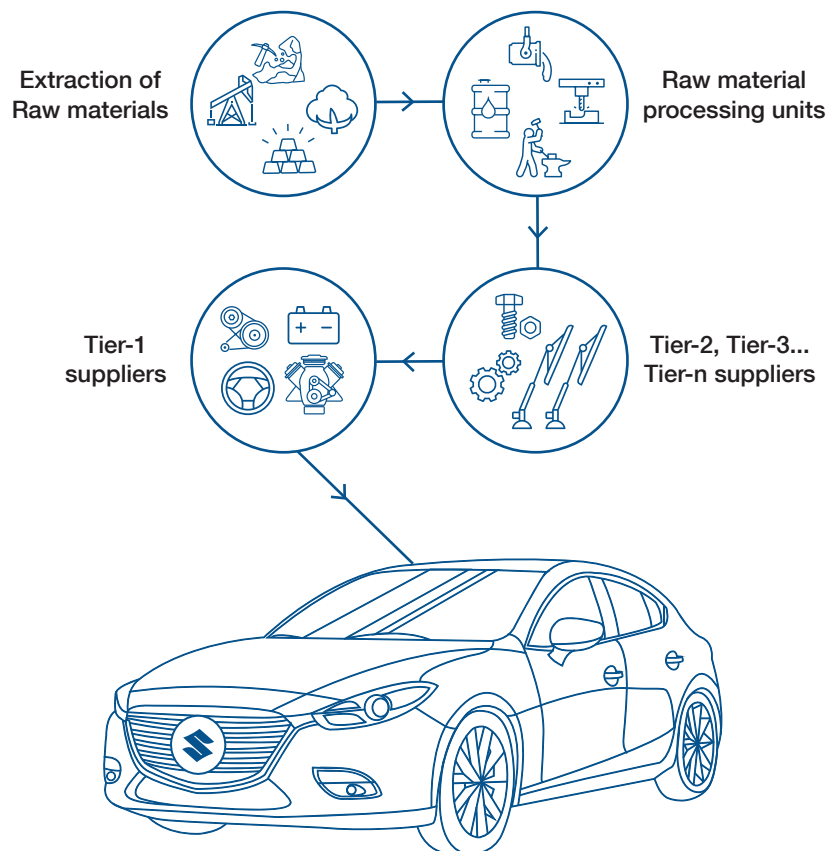 Extraction of
Raw materials
Raw material
processing units
Tier-1
suppliers
Tier-2, Tier-3...
Tier-n suppliers